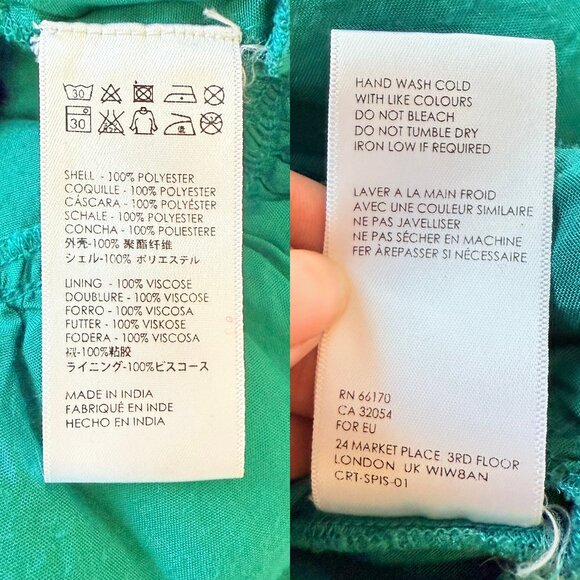 30
30
SHELL - 100% POLYESTER
COQUILLE - 100% POLYESTER
CÁSCARA - 100% POLYÉSTER
SCHALE - 100% POLYESTER
CONCHA - 100% POLIESTERE
外壳-100% 聚酯纤维
シェル-100% ポリエステル
LINING - 100% VISCOSE
DOUBLURE - 100% VISCOSE
FORRO - 100% VISCOSA
FUTTER - 100% VISKOSE
FODERA - 100% VISCOSA
-100%粘胶
ライニング-100%ビスコース
MADE IN INDIA
FABRIQUÉ EN INDE
HECHO EN INDIA
HAND WASH COLD
WITH LIKE COLOURS
DO NOT BLEACH
DO NOT TUMBLE DRY
IRON LOW IF REQUIRED
LAVER A LA MAIN FROID
AVEC UNE COULEUR SIMILAIRE
NE PAS JAVELLISER
NE PAS SÉCHER EN MACHINE
FER ÀREPASSER SI NÉCESSAIRE
RN 66170
CA 32054
FOR EU
24 MARKET PLACE 3RD FLOOR
LONDON UK WIW8AN
CRT-SPIS-01